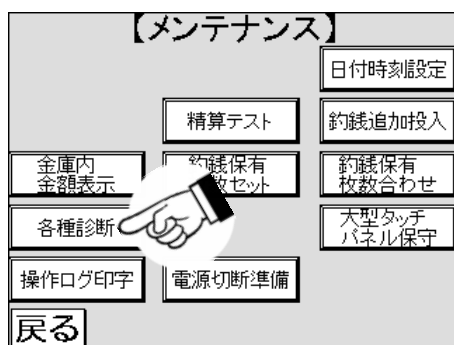 【メンテナンス】
日付時刻設定
精算テスト
釣銭追加投入
金庫内
金額表示
釣銭保有
数セット
釣銭保有
枚数合わせ
各種診断
大型タッチ
パネル保守
操作ログ印字
電源切断準備
戻る